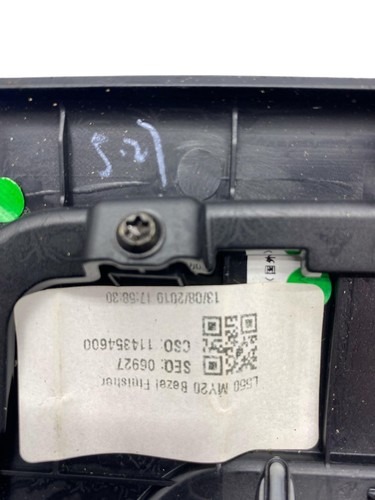 L550 MY20 Bezel Finisher
SEQ: 06927
CSO: 114354600
13/08/2019 17:58:30